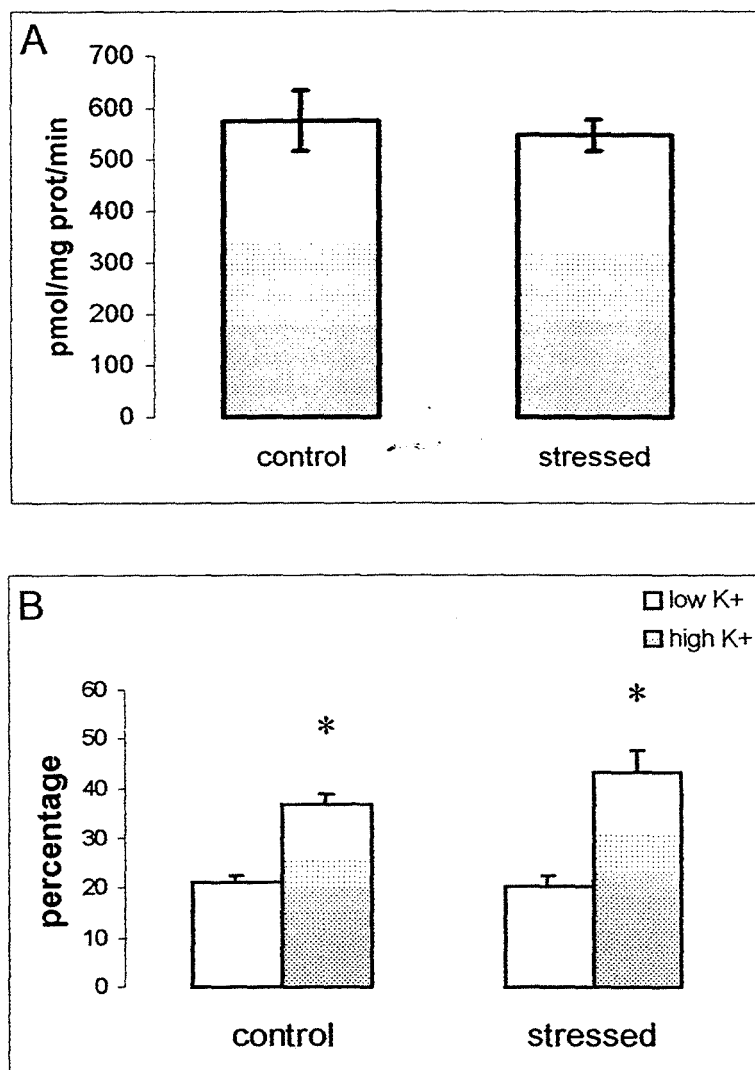 A
700
600
500
400
300
200
100
0
pmol/mg prot/min
control stressed
B
low K+
high K+
60
50
40
30
20
10
0
percentage
* *
control stressed